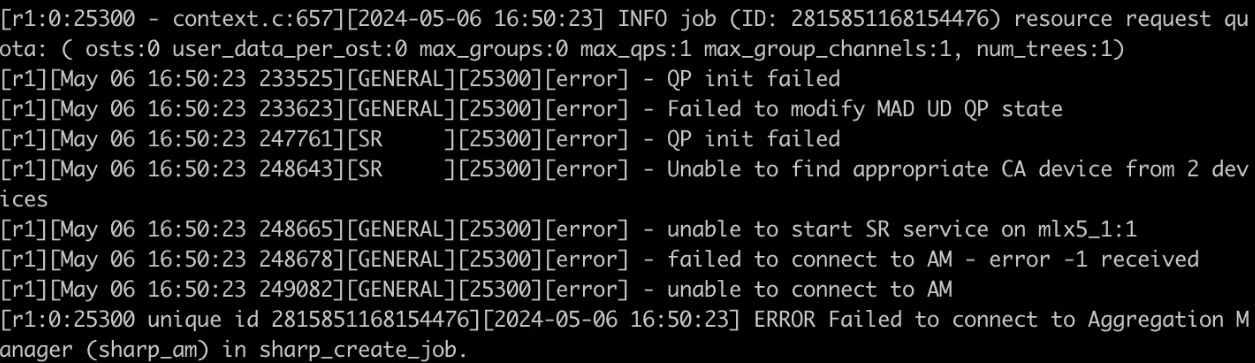 [r1:0:25300 - context.c:657][2024-05-06 16:50:23] INFO job (ID: 2815851168154476) resource request qu
ota: ( osts:0 user_data_per_ost:0 max_groups:0 max_qps:1 max_group_channels:1, num_trees:1)
[r1][May 06 16:50:23 233525][GENERAL][25300][error] - QP init failed
[r1][May 06 16:50:23 233623][GENERAL][25300][error] - Failed to modify MAD UD QP state
[r1][May 06 16:50:23 247761][SR     ][25300][error] - QP init failed
[r1][May 06 16:50:23 248643][SR     ][25300][error] - Unable to find appropriate CA device from 2 dev
ices
[r1][May 06 16:50:23 248665][GENERAL][25300][error] - unable to start SR service on mlx5_1:1
[r1][May 06 16:50:23 248678][GENERAL][25300][error] - failed to connect to AM - error -1 received
[r1][May 06 16:50:23 249082][GENERAL][25300][error] - unable to connect to AM
[r1:0:25300 unique id 2815851168154476][2024-05-06 16:50:23] ERROR Failed to connect to Aggregation M
anager (sharp_am) in sharp_create_job.